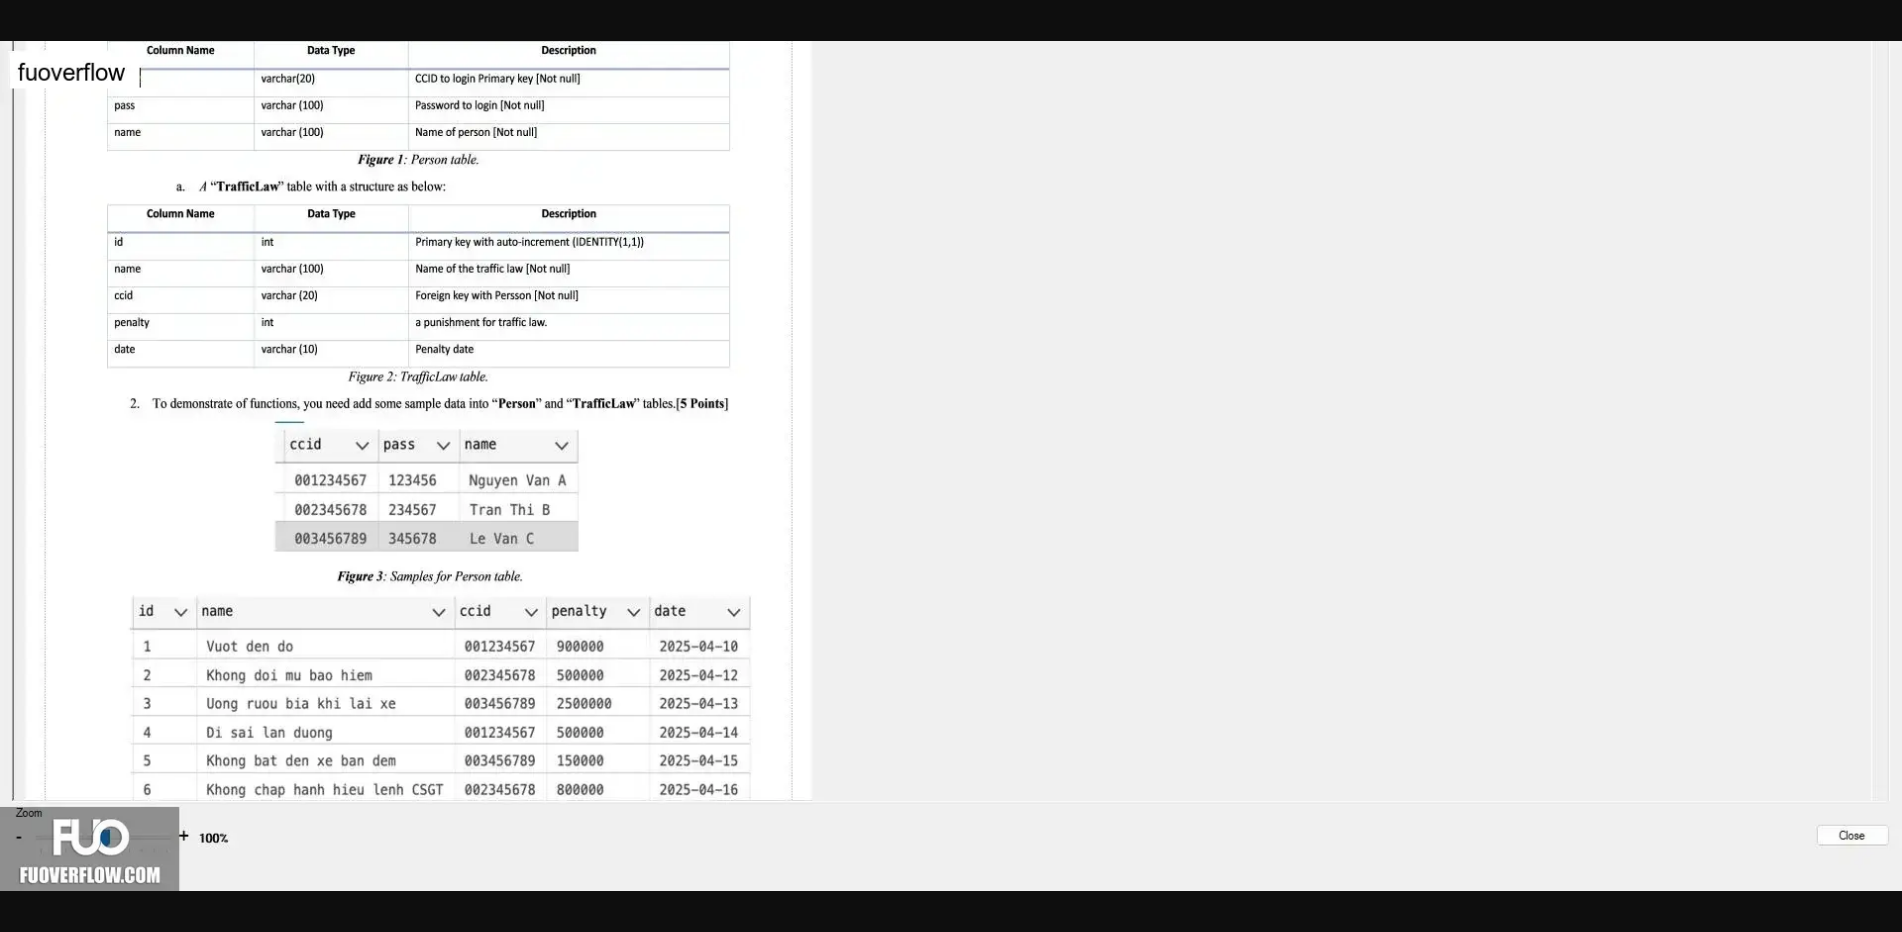 Column Name Data Type Description
fuoverflow
varchar(20) CCID to login Primary key [Not null]
pass varchar (100) Password to login [Not null]
name varchar (100) Name of person [Not null]
Figure 1: Person table.
a. A “TrafficLaw” table with a structure as below:
Column Name Data Type Description
id int Primary key with auto-increment (IDENTITY(1,1))
name varchar (100) Name of the traffic law [Not null]
ccid varchar (20) Foreign key with Persson [Not null]
penalty int a punishment for traffic law.
date varchar (10) Penalty date
Figure 2: TrafficLaw table.
2. To demonstrate of functions, you need add some sample data into “Person” and “TrafficLaw” tables.[5 Points]
ccid pass name
001234567 123456 Nguyen Van A
002345678 234567 Tran Thi B
003456789 345678 Le Van C
Figure 3: Samples for Person table.
id name ccid penalty date
1 Vuot den do 001234567 900000 2025-04-10
2 Khong doi mu bao hiem 002345678 500000 2025-04-12
3 Uong ruou bia khi lai xe 003456789 2500000 2025-04-13
4 Di sai lan duong 001234567 500000 2025-04-14
5 Khong bat den xe ban dem 003456789 150000 2025-04-15
6 Khong chap hanh hieu lenh CSGT 002345678 800000 2025-04-16
Zoom
- + 100%
Close
FUO
FUOVERFLOW.COM